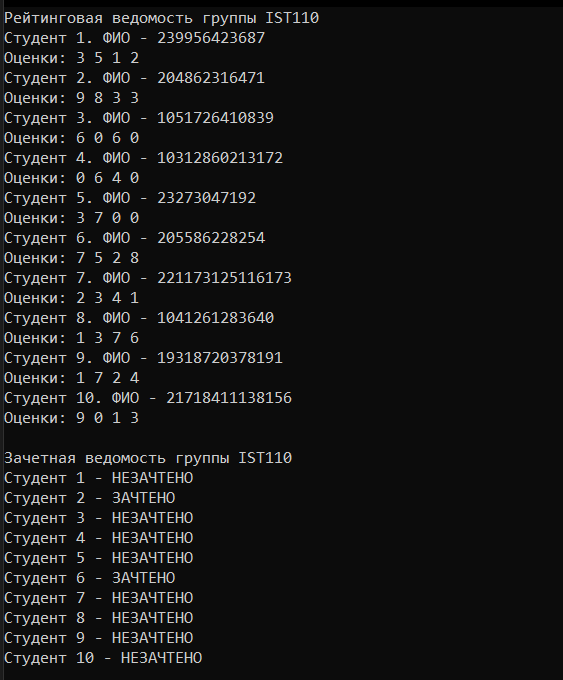 Рейтинговая ведомость группы IST110
Студент 1. ФИО - 239956423687
Оценки: 3 5 1 2
Студент 2. ФИО - 204862316471
Оценки: 9 8 3 3
Студент 3. ФИО - 1051726410839
Оценки: 6 0 6 0
Студент 4. ФИО - 10312860213172
Оценки: 0 6 4 0
Студент 5. ФИО - 23273047192
Оценки: 3 7 0 0
Студент 6. ФИО - 205586228254
Оценки: 7 5 2 8
Студент 7. ФИО - 221173125116173
Оценки: 2 3 4 1
Студент 8. ФИО - 1041261283640
Оценки: 1 3 7 6
Студент 9. ФИО - 19318720378191
Оценки: 1 7 2 4
Студент 10. ФИО - 21718411138156
Оценки: 9 0 1 3
Зачетная ведомость группы IST110
Студент 1 - НЕЗАЧТЕНО
Студент 2 - ЗАЧТЕНО
Студент 3 - НЕЗАЧТЕНО
Студент 4 - НЕЗАЧТЕНО
Студент 5 - НЕЗАЧТЕНО
Студент 6 - ЗАЧТЕНО
Студент 7 - НЕЗАЧТЕНО
Студент 8 - НЕЗАЧТЕНО
Студент 9 - НЕЗАЧТЕНО
Студент 10 - НЕЗАЧТЕНО